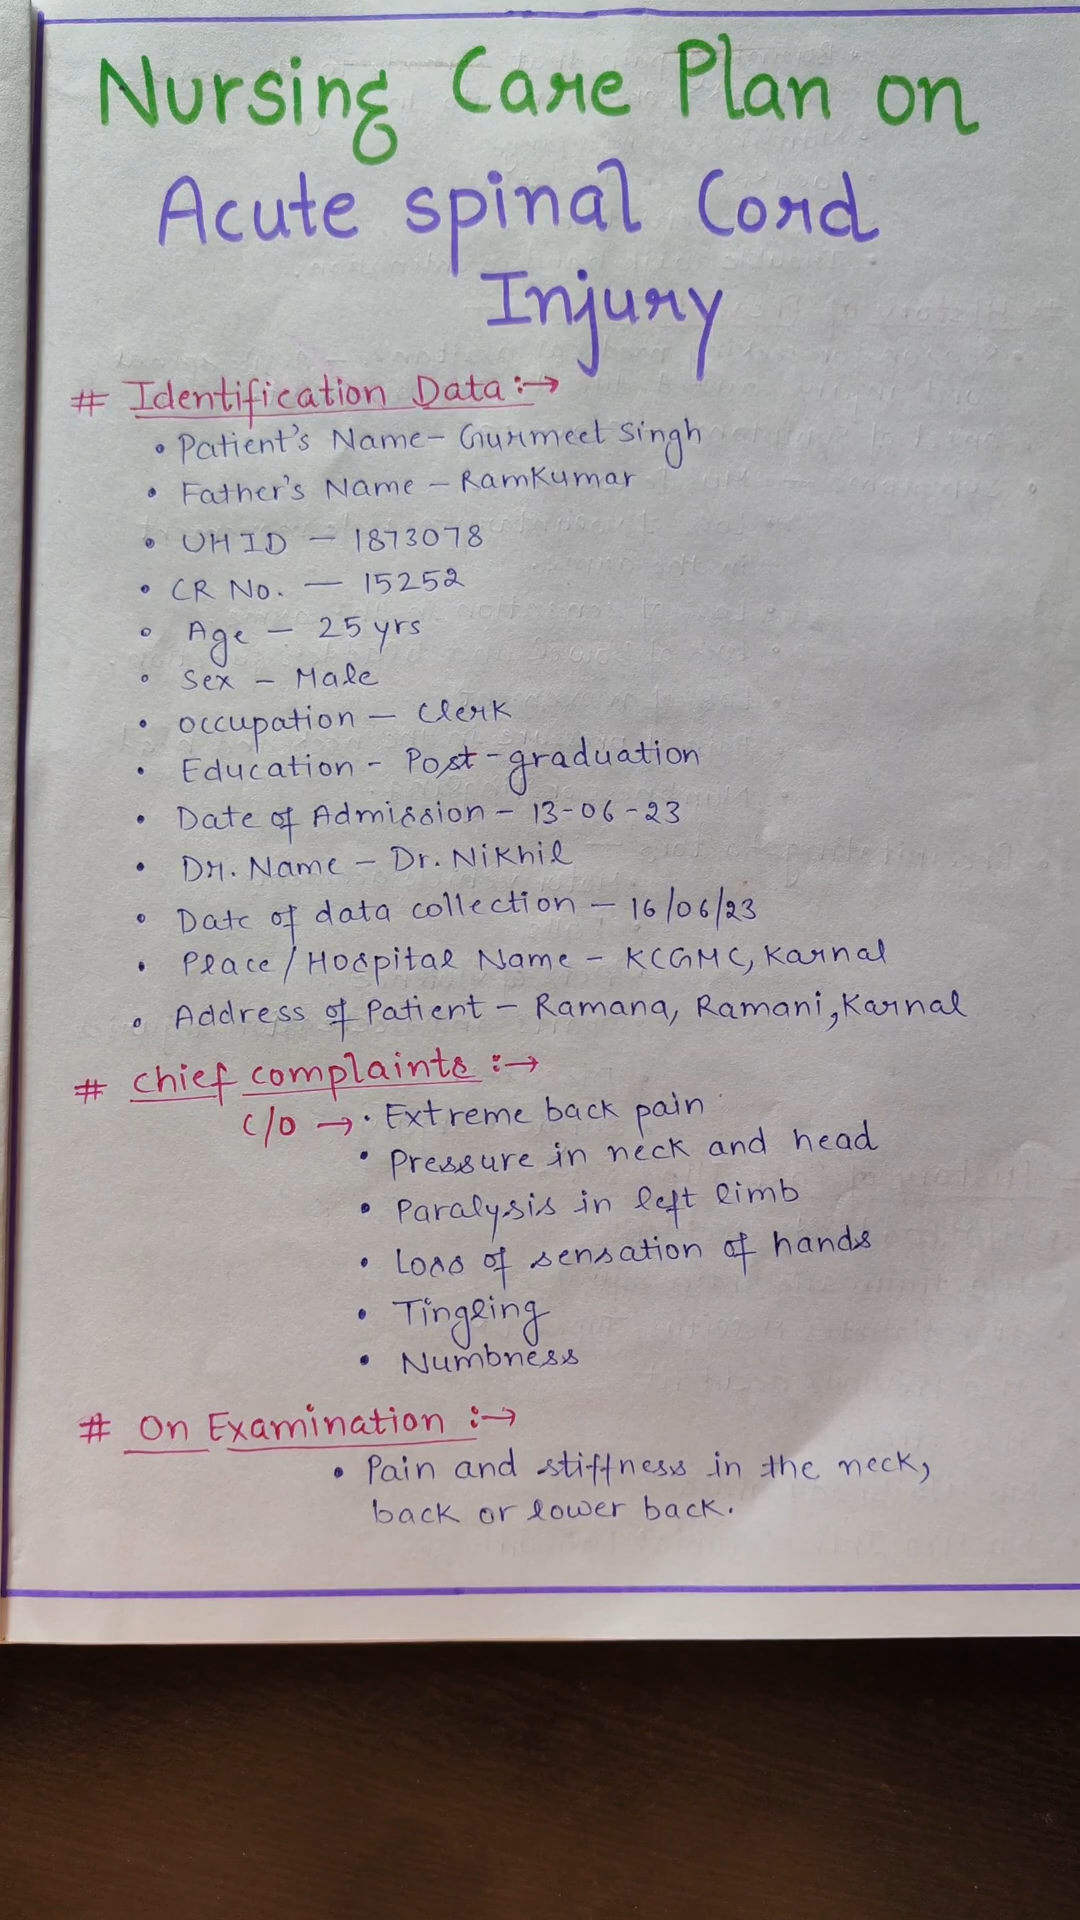 Nursing Care Plan on
Acute spinal Cord
Injury
# Identification Data :→
• Patient's Name – Gurmeet Singh
• Father's Name – RamKumar
• UHID – 1873078
• CR No. – 15252
• Age – 25 yrs
• Sex – Male
• Occupation – Clerk
• Education - Post-graduation
• Date of Admission – 13-06-23
• Dr. Name – Dr. Nikhil
• Date of data collection – 16/06/23
• Place/Hospital Name – KCGMC, Karnal
• Address of Patient – Ramana, Ramani, Karnal
# Chief complaints :→
C/O → • Extreme back pain
• Pressure in neck and head
• Paralysis in left limb
• Loss of sensation of hands
• Tingling
• Numbness
# On Examination :→
• Pain and stiffness in the neck,
back or lower back.